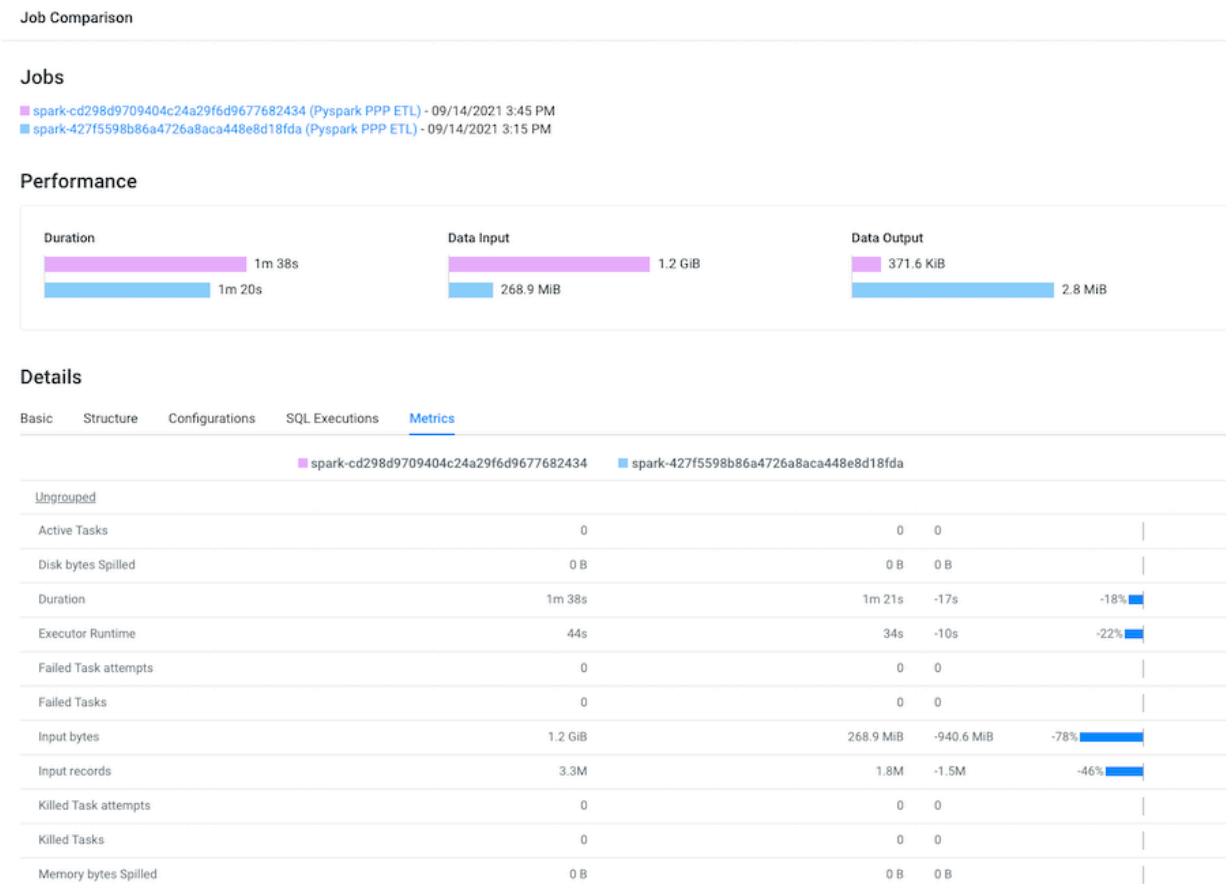 Job Comparison
Jobs
spark-cd298d9709404c24a29f6d9677682434 (Pyspark PPP ETL) - 09/14/2021 3:45 PM
spark-427f5598b86a4726a8aca448e8d18fda (Pyspark PPP ETL) - 09/14/2021 3:15 PM
Performance
Duration Data Input Data Output
1m 38s 1.2 GiB 371.6 KiB
1m 20s 268.9 MiB 2.8 MiB
Details
Basic Structure Configurations SQL Executions Metrics
spark-cd298d9709404c24a29f6d9677682434 spark-427f5598b86a4726a8aca448e8d18fda
Ungrouped
Active Tasks 0 0 0
Disk bytes Spilled 0 B 0 B 0 B
Duration 1m 38s 1m 21s -17s -18%
Executor Runtime 44s 34s -10s -22%
Failed Task attempts 0 0 0
Failed Tasks 0 0 0
Input bytes 1.2 GiB 268.9 MiB -940.6 MiB -78%
Input records 3.3M 1.8M -1.5M -46%
Killed Task attempts 0 0 0
Killed Tasks 0 0 0
Memory bytes Spilled 0 B 0 B 0 B